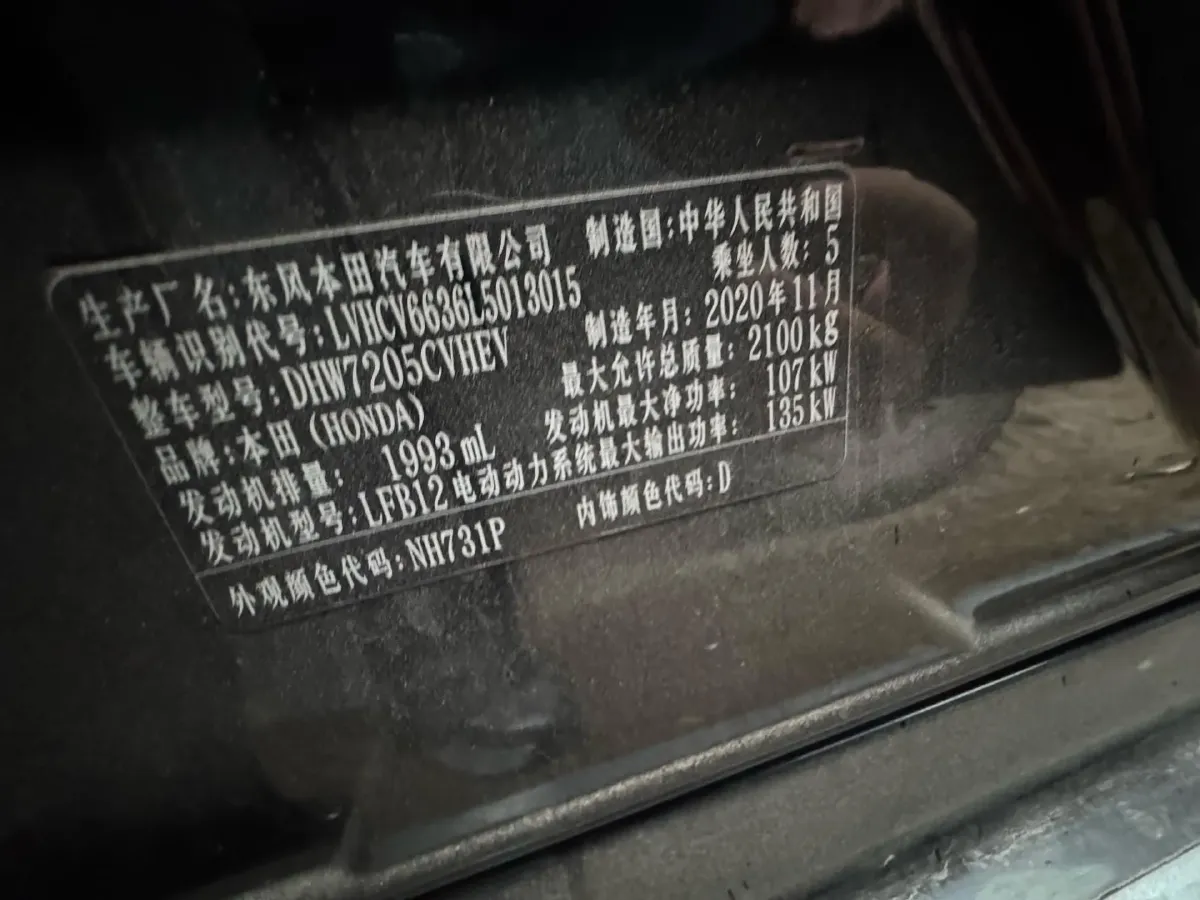 生产厂名:东风本田汽车有限公司 制造国:中华人民共和国
车辆识别代号:LVHCV6636L5013015 乘坐人数:5
整车型号:DHW7205CVHEV 制造年月:2020年11月
品牌:本田(HONDA) 最大允许总质量:2100kg
发动机排量:1993mL 发动机最大净功率:107kW
发动机型号:LFB12 电动动力系统最大输出功率:135kW
外观颜色代码:NH731P 内饰颜色代码:D